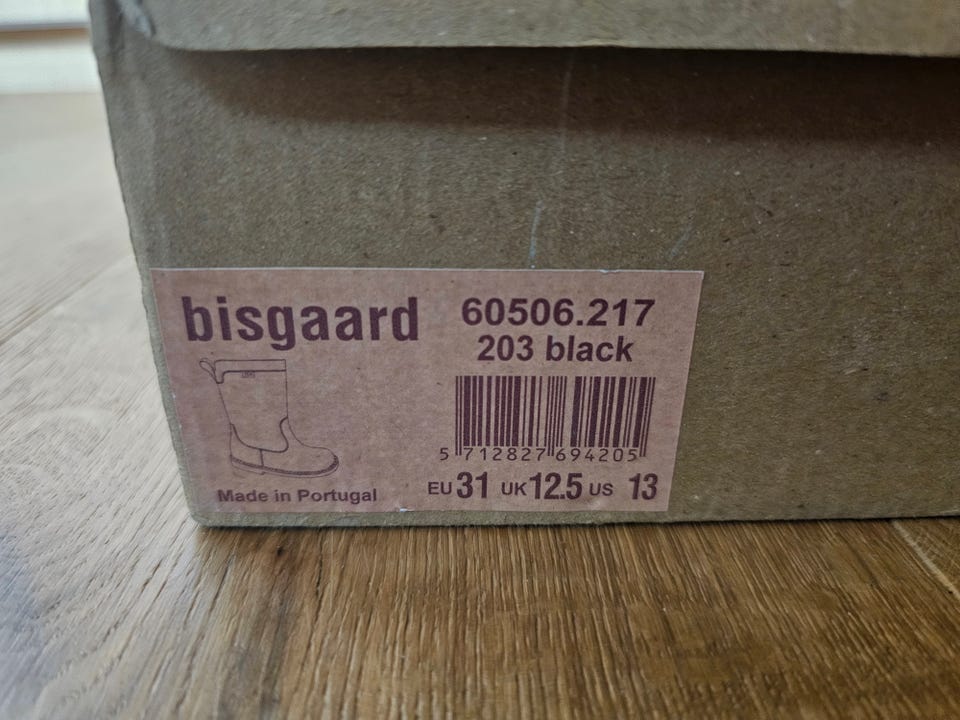 bisgaard
60506.217
203 black
5 712827 694205
EU 31 UK 12.5 US 13
Made in Portugal